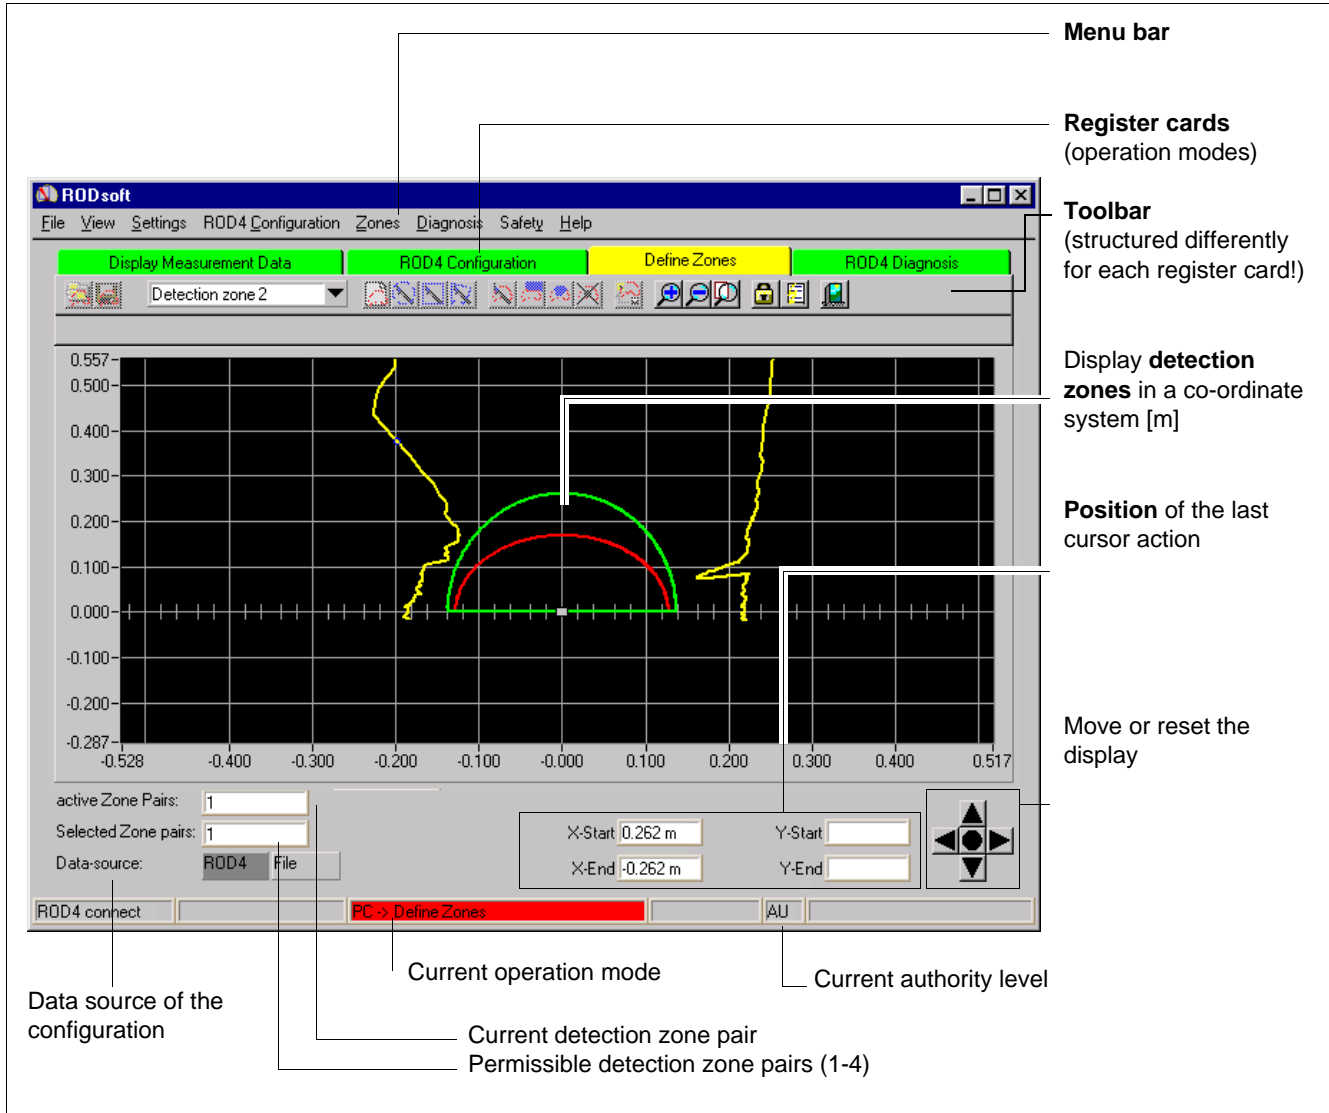 Menu bar
Register cards
(operation modes)
RODsoft
File View Settings ROD4 Configuration Zones Diagnosis Safety Help
Toolbar
(structured differently
for each register card!)
Display Measurement Data ROD4 Configuration Define Zones ROD4 Diagnosis
Detection zone 2
Display detection
zones in a co-ordinate
system [m]
Position of the last
cursor action
Move or reset the
display
0.557
0.500
0.400
0.300
0.200
0.100
0.000
-0.100
-0.200
-0.287
-0.528 -0.400 -0.300 -0.200 -0.100 -0.000 0.100 0.200 0.300 0.400 0.517
active Zone Pairs: 1
Selected Zone pairs: 1
Data-source: ROD4 File
X-Start 0.262 m Y-Start
X-End -0.262 m Y-End
ROD4 connect PC -> Define Zones AU
Current operation mode
Current authority level
Data source of the
configuration
Current detection zone pair
Permissible detection zone pairs (1-4)